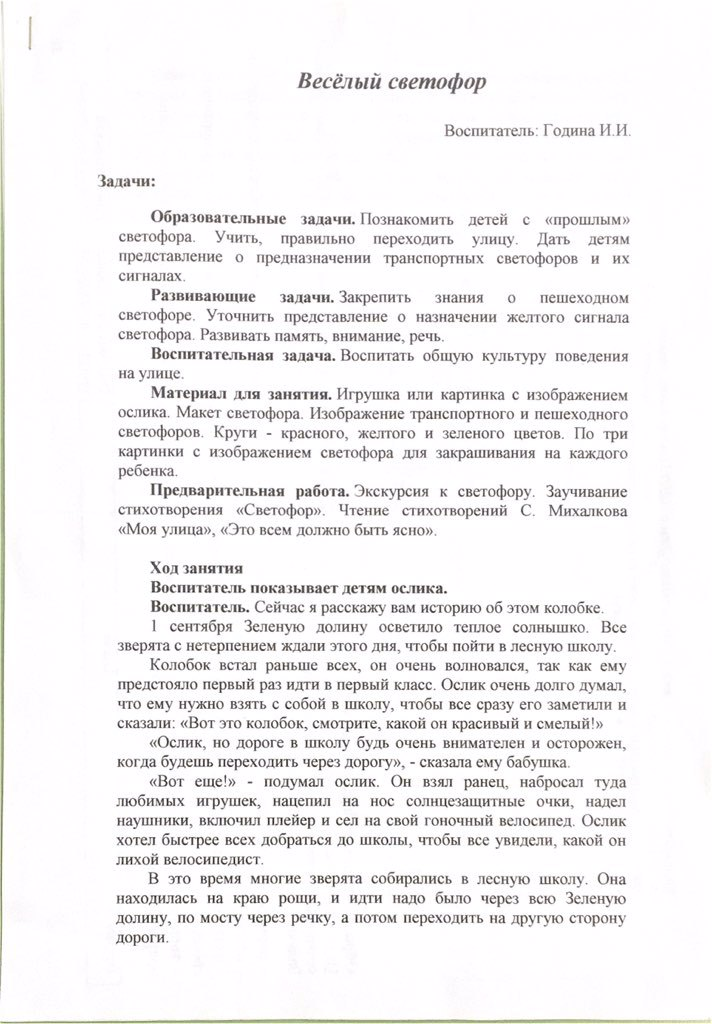 Весёлый светофор
Воспитатель: Година И.И.
Задачи:
Образовательные задачи. Познакомить детей с «прошлым»
светофора. Учить, правильно переходить улицу. Дать детям
представление о предназначении транспортных светофоров и их
сигналах.
Развивающие задачи. Закрепить знания о пешеходном
светофоре. Уточнить представление о назначении желтого сигнала
светофора. Развивать память, внимание, речь.
Воспитательная задача. Воспитать общую культуру поведения
на улице.
Материал для занятия. Игрушка или картинка с изображением
ослика. Макет светофора. Изображение транспортного и пешеходного
светофоров. Круги - красного, желтого и зеленого цветов. По три
картинки с изображением светофора для закрашивания на каждого
ребенка.
Предварительная работа. Экскурсия к светофору. Заучивание
стихотворения «Светофор». Чтение стихотворений С. Михалкова
«Моя улица», «Это всем должно быть ясно».
Ход занятия
Воспитатель показывает детям ослика.
Воспитатель. Сейчас я расскажу вам историю об этом колобке.
1 сентября Зеленую долину осветило теплое солнышко. Все
зверята с нетерпением ждали этого дня, чтобы пойти в лесную школу.
Колобок встал раньше всех, он очень волновался, так как ему
предстояло первый раз идти в первый класс. Ослик очень долго думал,
что ему нужно взять с собой в школу, чтобы все сразу его заметили и
сказали: «Вот это колобок, смотрите, какой он красивый и смелый!»
«Ослик, но дороге в школу будь очень внимателен и осторожен,
когда будешь переходить через дорогу», - сказала ему бабушка.
«Вот еще!» - подумал ослик. Он взял ранец, набросал туда
любимых игрушек, нацепил на нос солнцезащитные очки, надел
наушники, включил плейер и сел на свой гоночный велосипед. Ослик
хотел быстрее всех добраться до школы, чтобы все увидели, какой он
лихой велосипедист.
В это время многие зверята собирались в лесную школу. Она
находилась на краю рощи, и идти надо было через всю Зеленую
долину, по мосту через речку, а потом переходить на другую сторону
дороги.